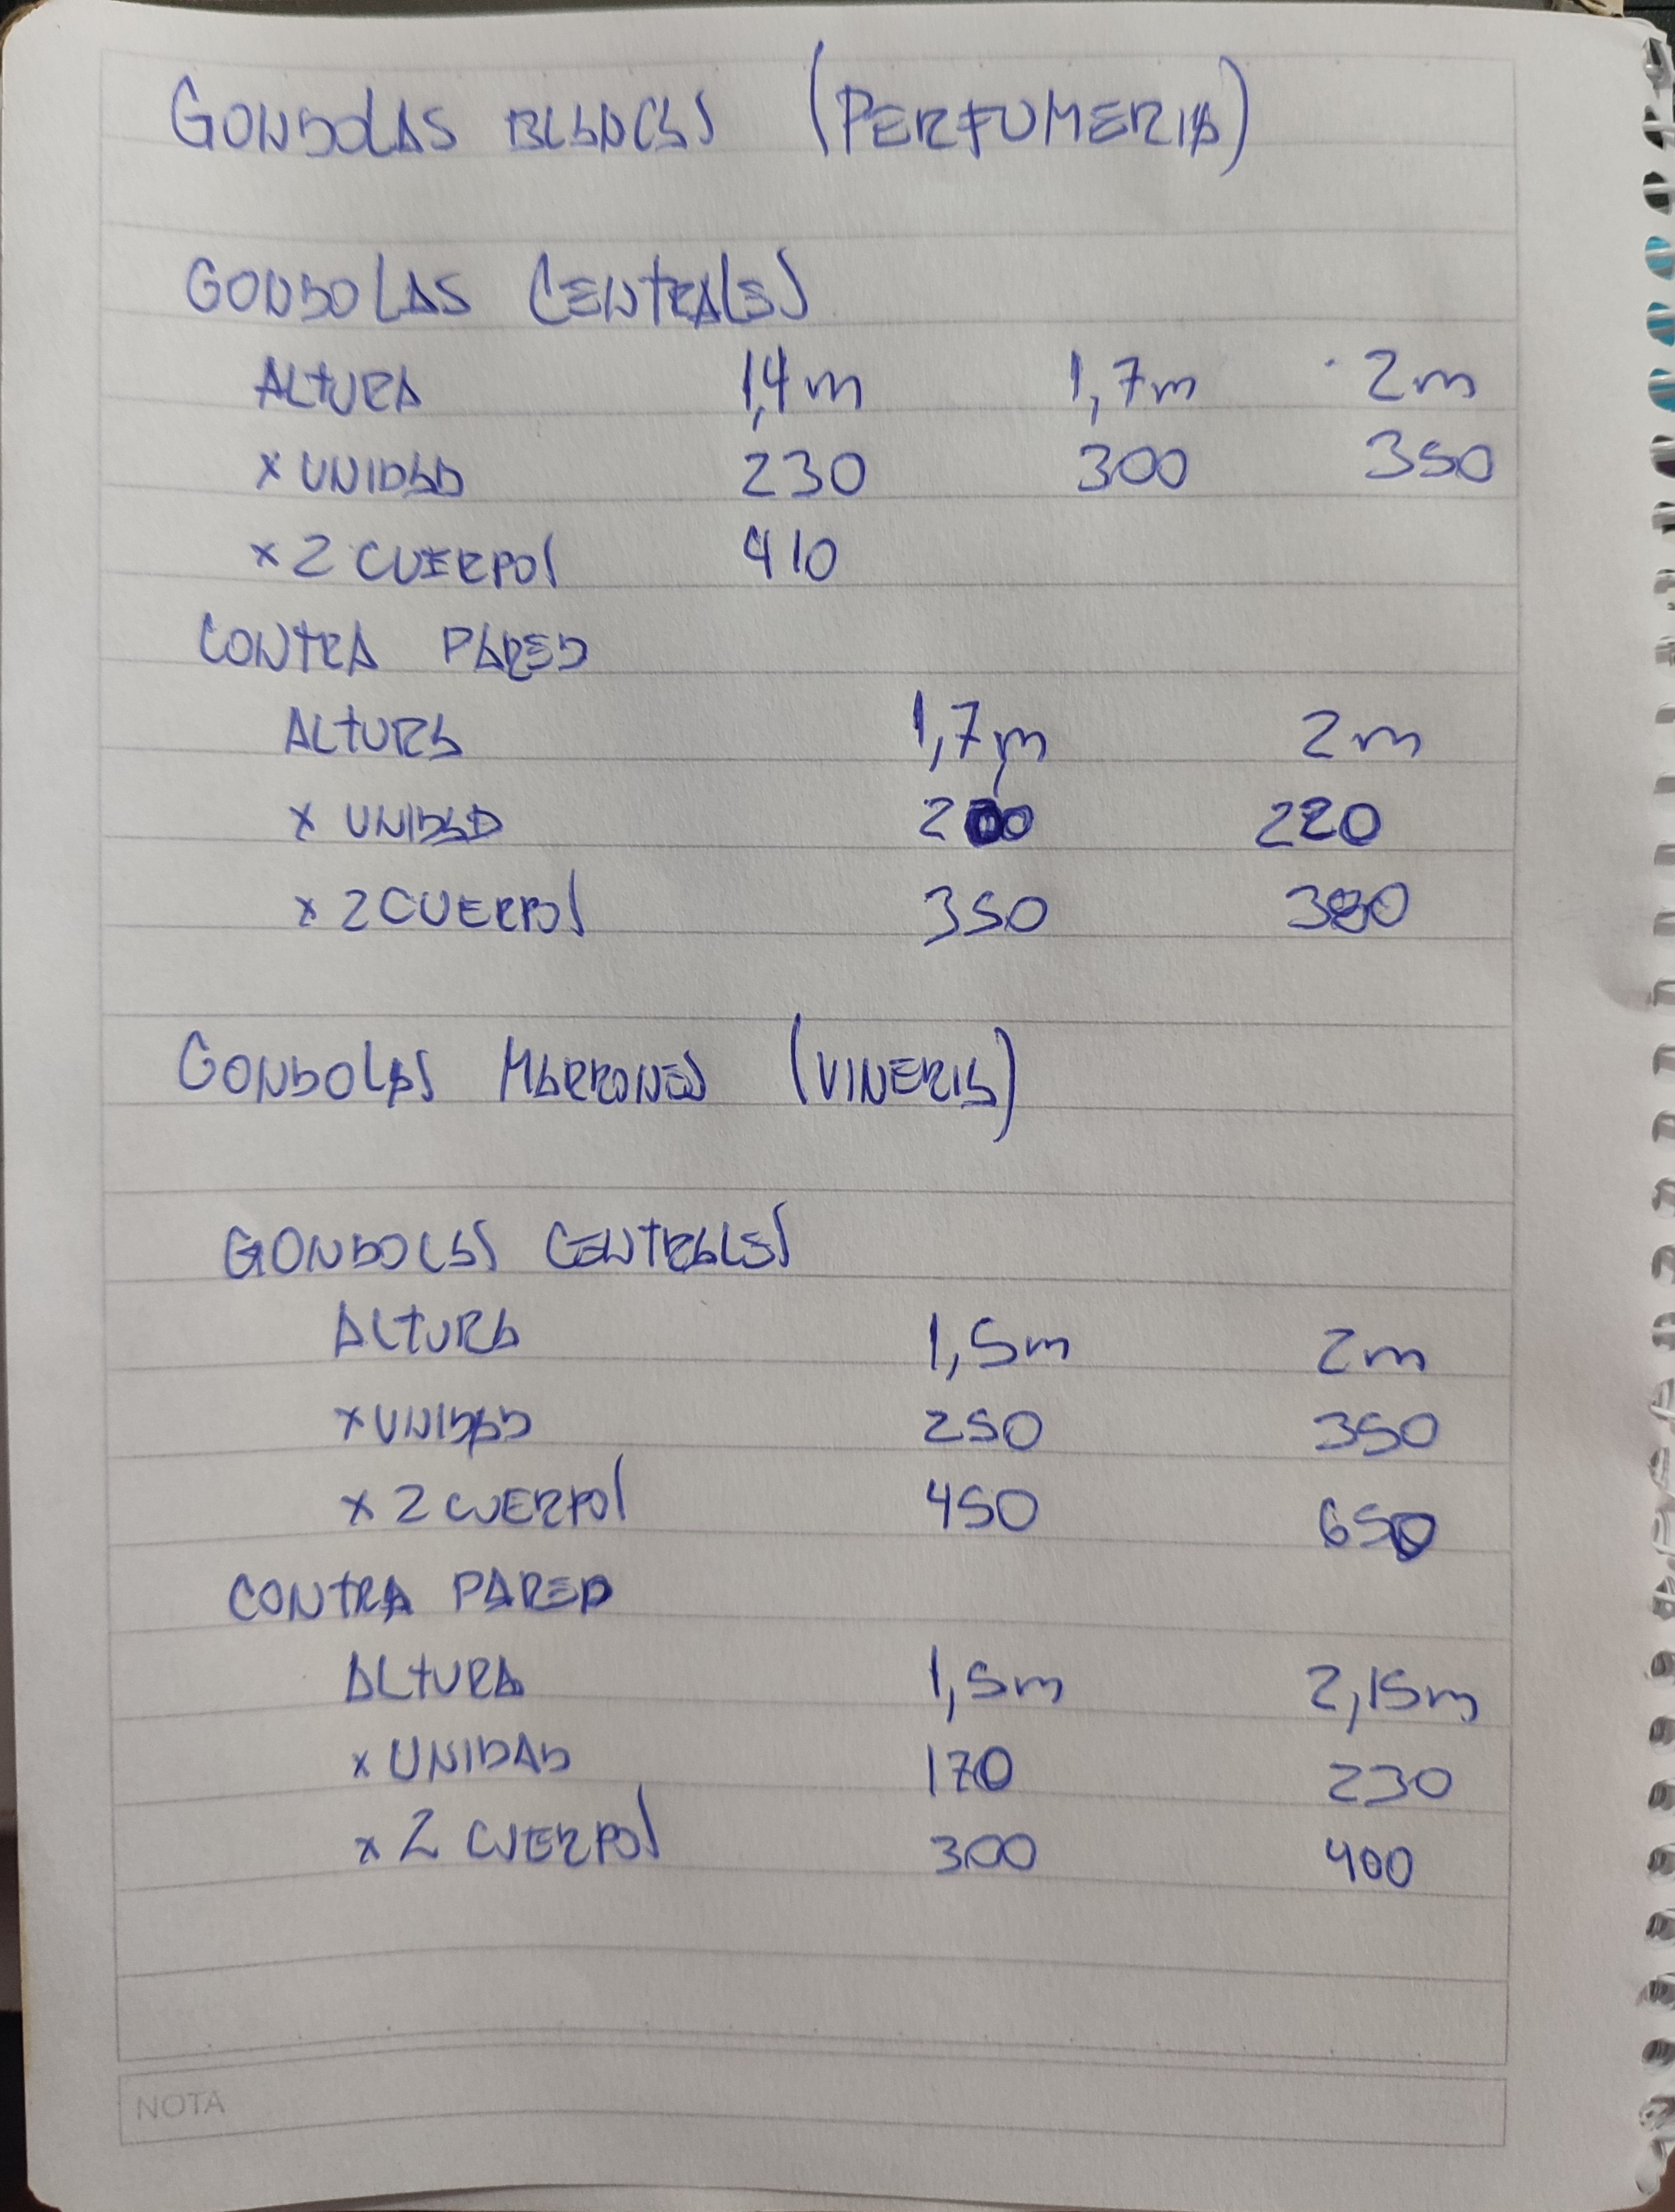 GONDOLAS BLANCAS (PERFUMERIA)
GONDOLAS CENTRALES
ALTURA 1,4m 1,7m 2m
x UNIDAD 230 300 350
x 2 CUERPOS 410
CONTRA PARED
ALTURA 1,7m 2m
x UNIDAD 200 220
x 2 CUERPOS 350 380
GONDOLAS MARRONES (VINERIA)
GONDOLAS CENTRALES
ALTURA 1,5m 2m
x UNIDAD 250 350
x 2 CUERPOS 450 650
CONTRA PARED
ALTURA 1,5m 2,15m
x UNIDAD 170 230
x 2 CUERPOS 300 400
NOTA